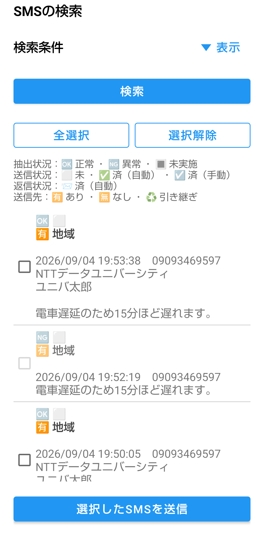 SMSの検索
検索条件
▼ 表示
検索
全選択
選択解除
抽出状況：🆗 正常 ・ 🆖 異常 ・ 🔳 未実施
送信状況：⬜ 未 ・ ✅ 済（自動） ・ ☑️ 済（手動）
返信状況：📨 済（自動）
送信先：🈶 あり ・ 🈚 なし ・ ♻️ 引き継ぎ
🆗 ⬜
🈶 地域
2026/09/04 19:53:38 09093469597
NTTデータユニバーシティ
ユニバ太郎
電車遅延のため15分ほど遅れます。
🆖 ⬜
🈶 地域
2026/09/04 19:52:19 09093469597
電車遅延のため15分ほど遅れます。
🆗 ⬜
🈶 地域
2026/09/04 19:50:05 09093469597
NTTデータユニバーシティ
ユニバ太郎
選択したSMSを送信